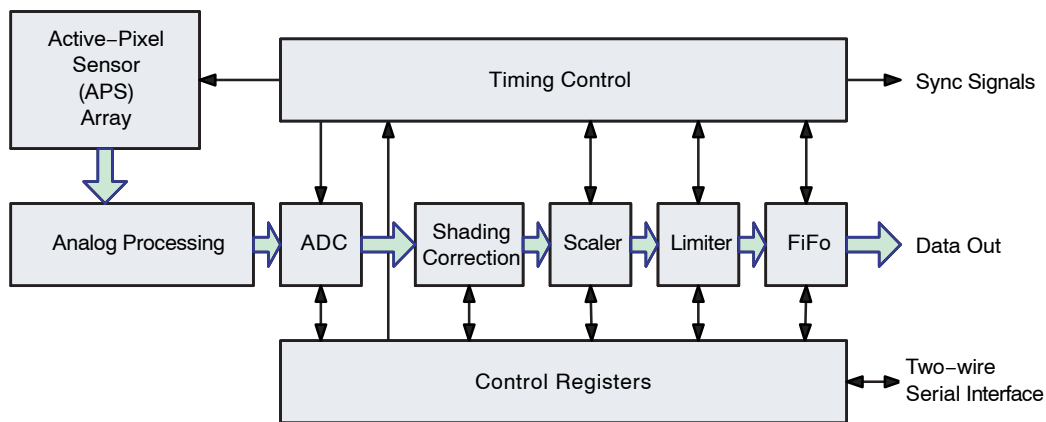 Active−Pixel
Sensor
(APS)
Array
Timing Control
Sync Signals
Analog Processing
ADC
Shading
Correction
Scaler
Limiter
FiFo
Data Out
Control Registers
Two−wire
Serial Interface